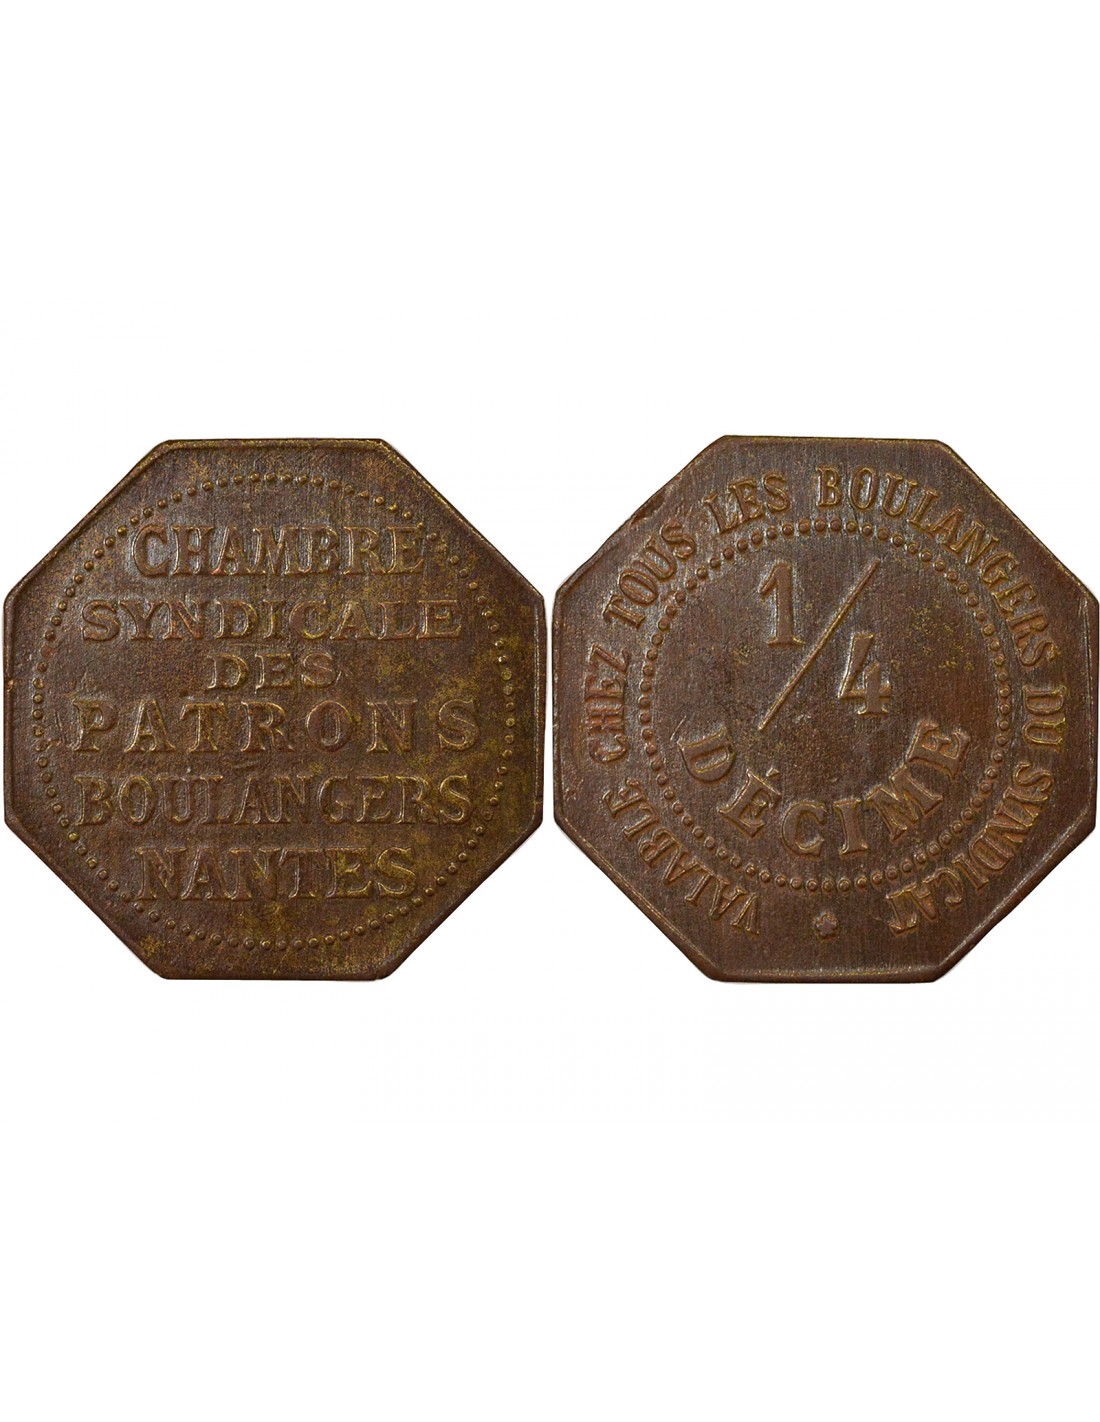 CHAMBRE
SYNDICALE
DES
PATRONS
BOULANGERS
NANTES
VALABLE CHEZ TOUS LES BOULANGERS DU SYNDICAT
1/4
DÉCIME